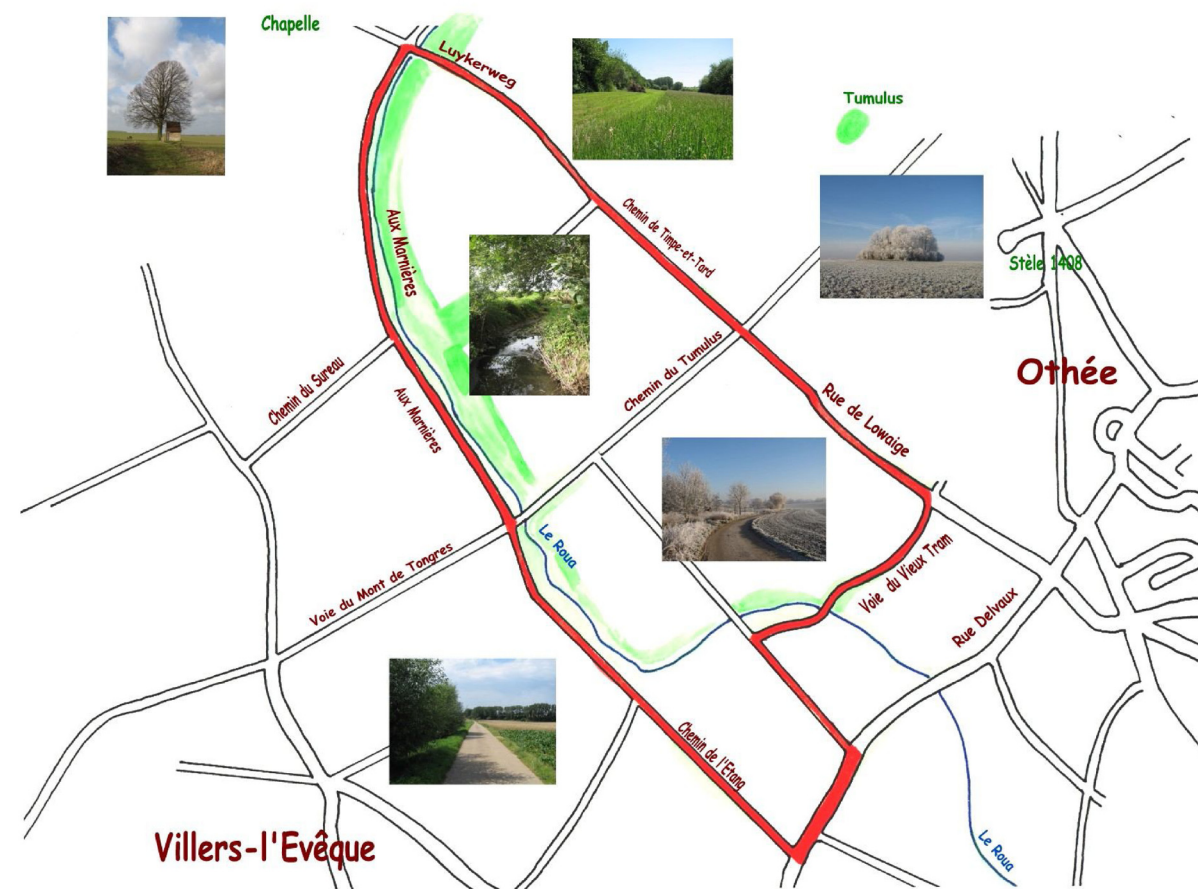 Chapelle
Luykerweg
Tumulus
Chemin de Timpe-et-Tard
Aux Marnières
Stèle 1408
Othée
Chemin du Sureau
Chemin du Tumulus
Aux Marnières
Rue de Lowaige
Le Roua
Voie du Mont de Tongres
Voie du Vieux Tram
Rue Delvaux
Chemin de l'Etang
Villers-l'Evêque
Le Roua